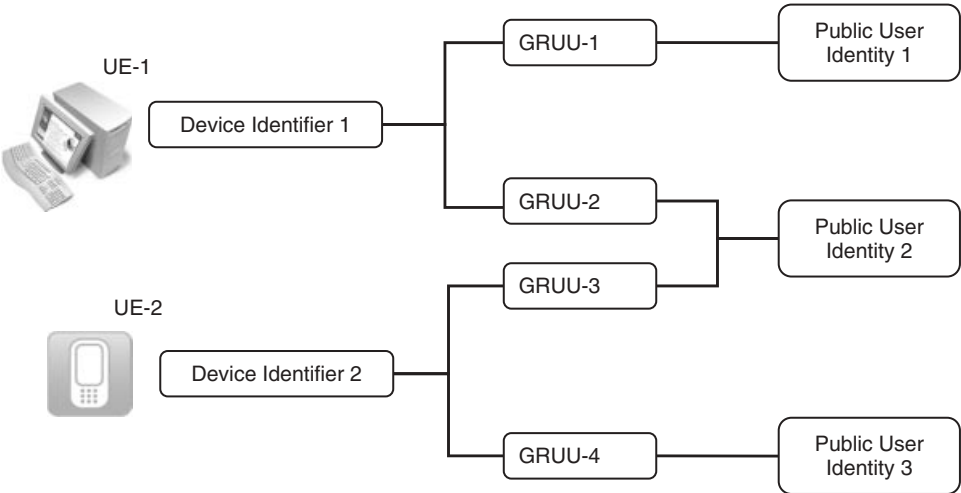 UE-1
Device Identifier 1
GRUU-1
Public User
Identity 1
GRUU-2
Public User
Identity 2
GRUU-3
UE-2
Device Identifier 2
GRUU-4
Public User
Identity 3